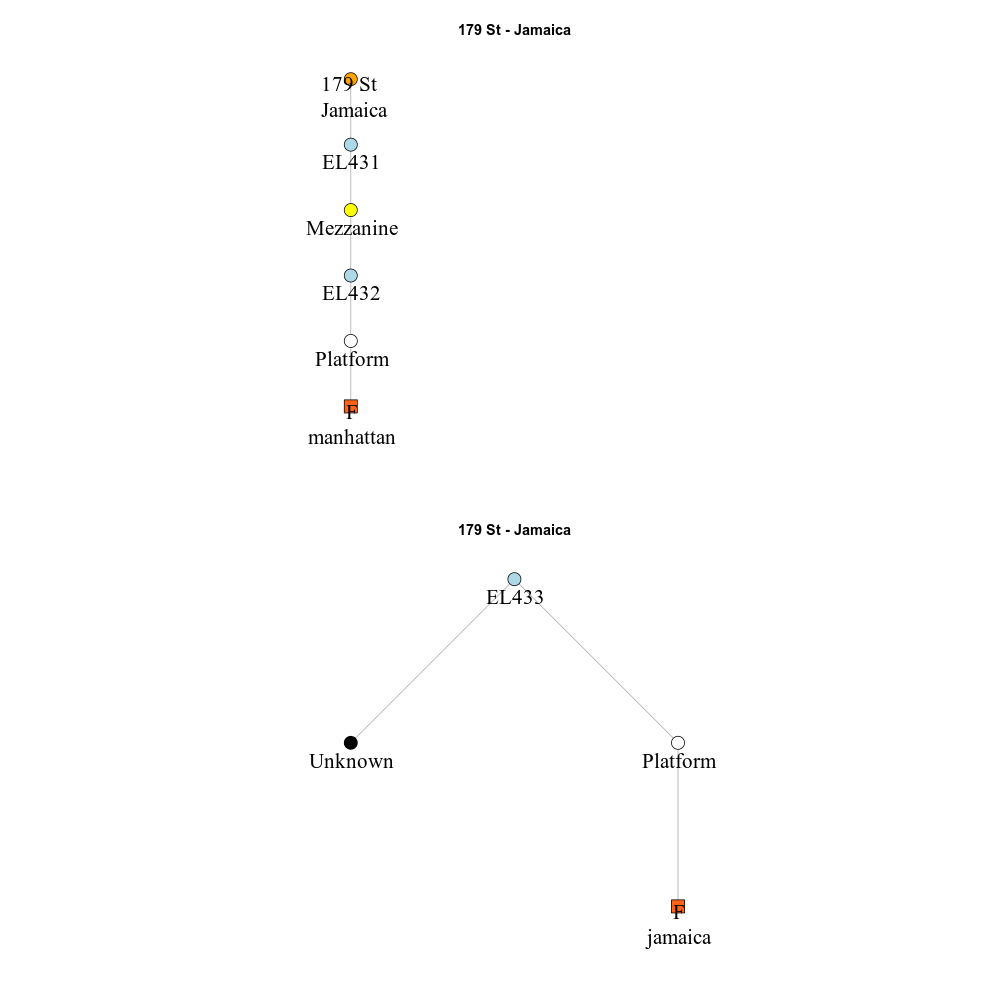 179 St - Jamaica
179 St
Jamaica
EL431
Mezzanine
EL432
Platform
F
manhattan
179 St - Jamaica
EL433
Unknown
Platform
F
jamaica